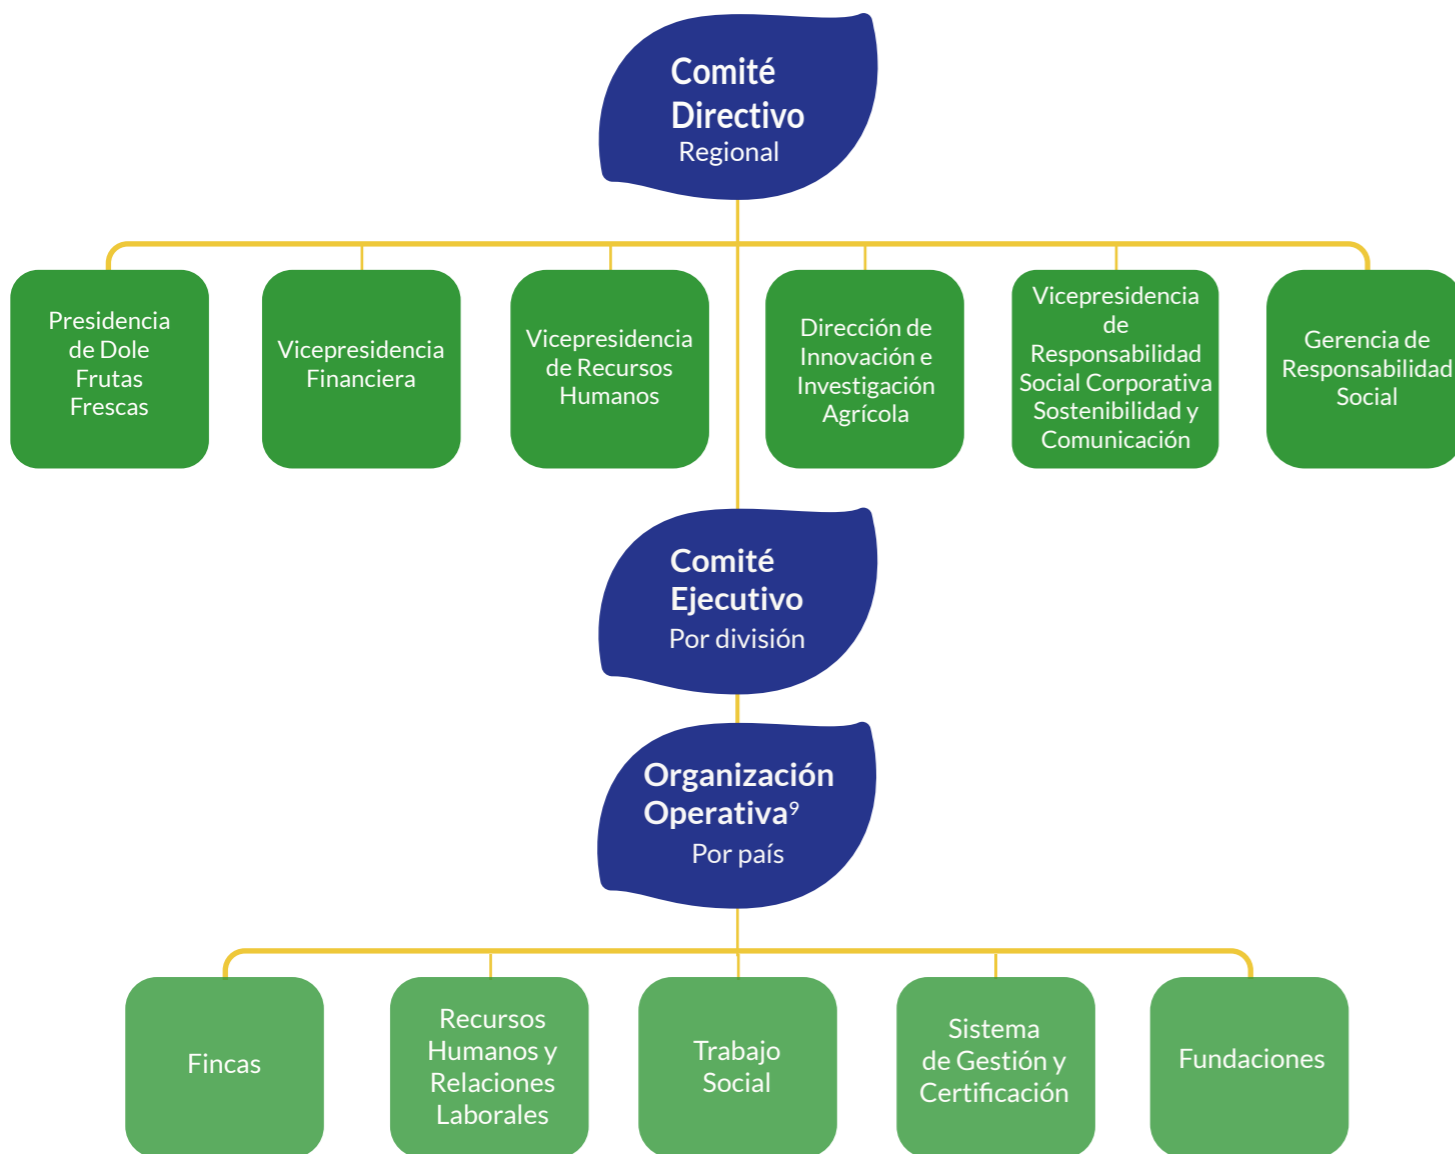 Comité
Directivo
Regional
Presidencia
de Dole
Frutas
Frescas
Vicepresidencia
Financiera
Vicepresidencia
de Recursos
Humanos
Dirección de
Innovación e
Investigación
Agrícola
Vicepresidencia
de
Responsabilidad
Social Corporativa
Sostenibilidad y
Comunicación
Gerencia de
Responsabilidad
Social
Comité
Ejecutivo
Por división
Organización
Operativa⁹
Por país
Fincas
Recursos
Humanos y
Relaciones
Laborales
Trabajo
Social
Sistema
de Gestión y
Certificación
Fundaciones